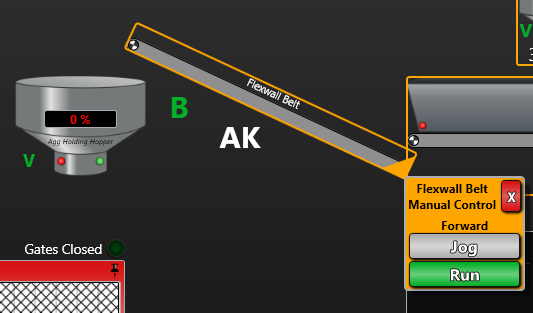 V
Flexwall Belt
B
0 %
AK
Agg Holding Hopper
V
Flexwall Belt
Manual Control
X
Forward
Jog
Run
Gates Closed